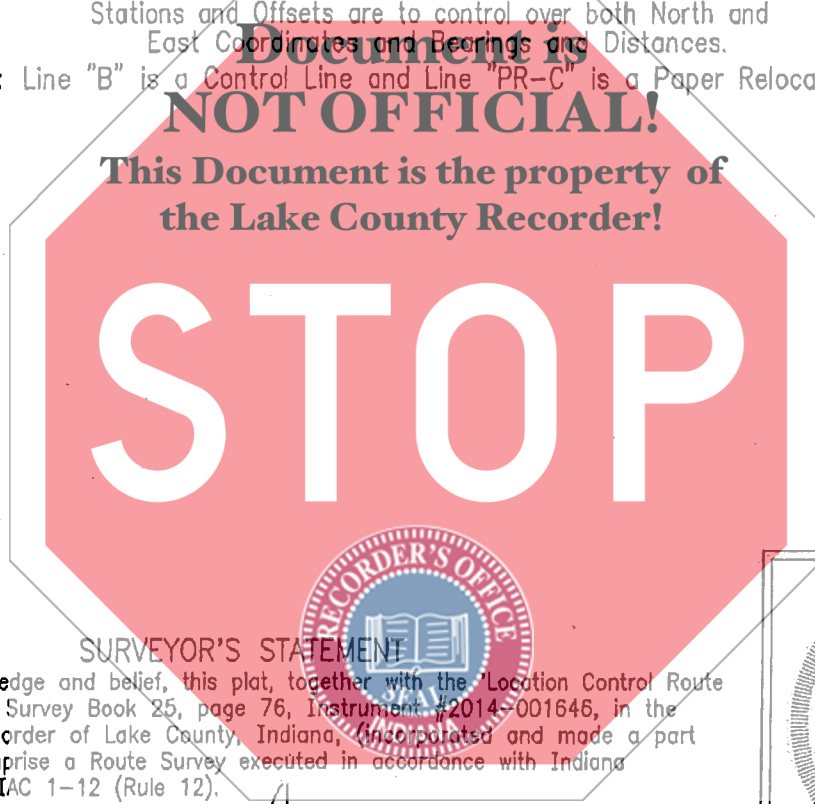 Stations and Offsets are to control over both North and
East Coordinates and Bearings and Distances.
: Line "B" is a Control Line and Line "PR-C" is a Paper Reloca
Document is
NOT OFFICIAL!
This Document is the property of
the Lake County Recorder!
STOP
RECORDER'S OFFICE
SEAL
INDIANA
SURVEYOR'S STATEMENT
edge and belief, this plat, together with the "Location Control Route
Survey Book 25, page 76, Instrument #2014-001646, in the
order of Lake County, Indiana, (incorporated and made a part
prise a Route Survey executed in accordance with Indiana
IAC 1-12 (Rule 12).